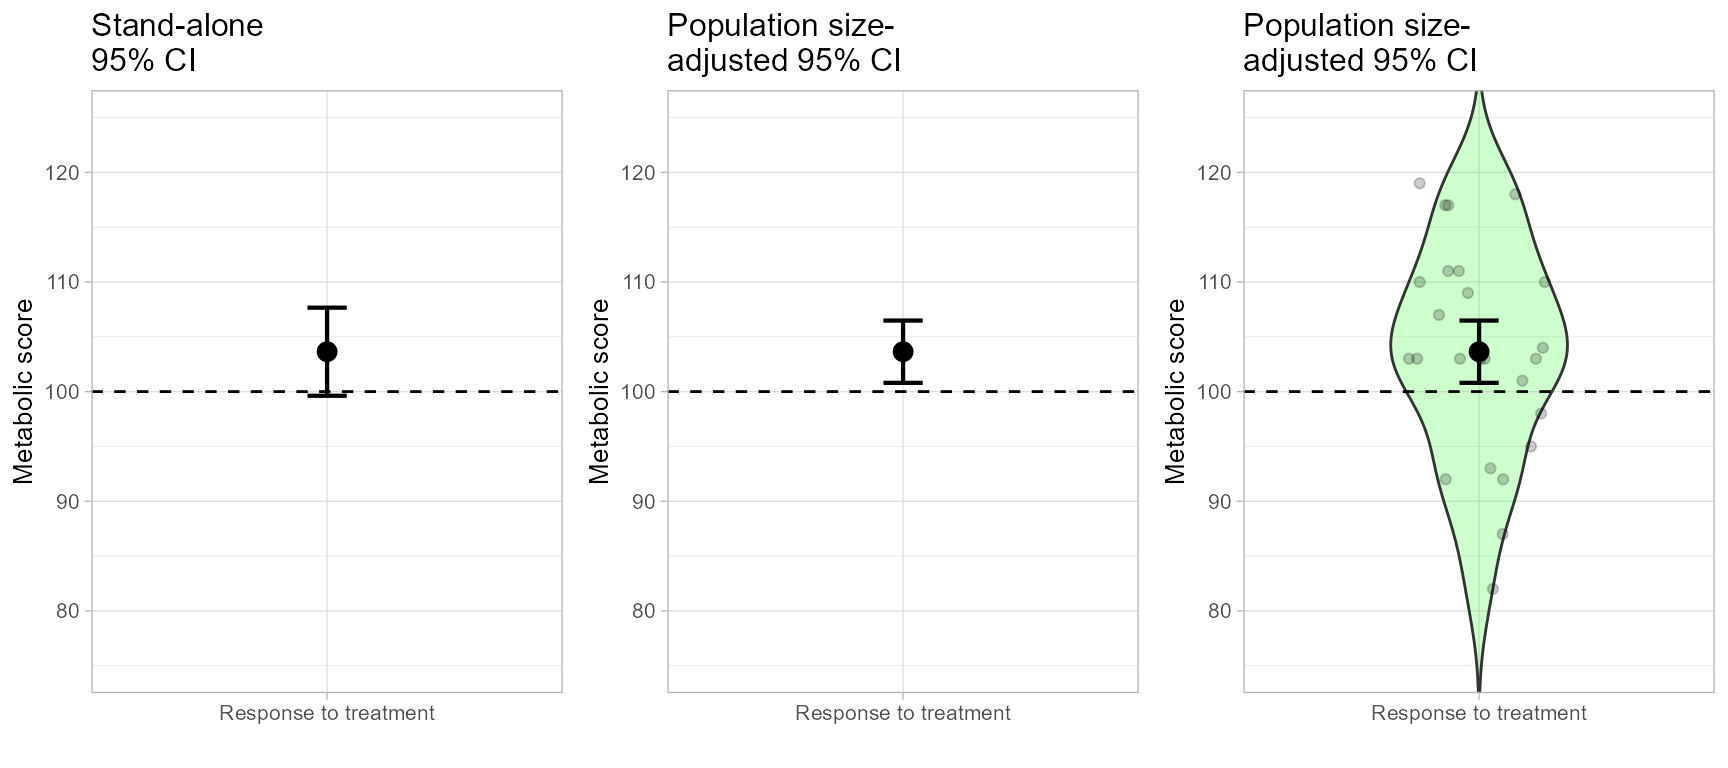 Stand-alone
95% CI
Metabolic score
120
110
100
90
80
Response to treatment
Population size-
adjusted 95% CI
Metabolic score
120
110
100
90
80
Response to treatment
Population size-
adjusted 95% CI
Metabolic score
120
110
100
90
80
Response to treatment